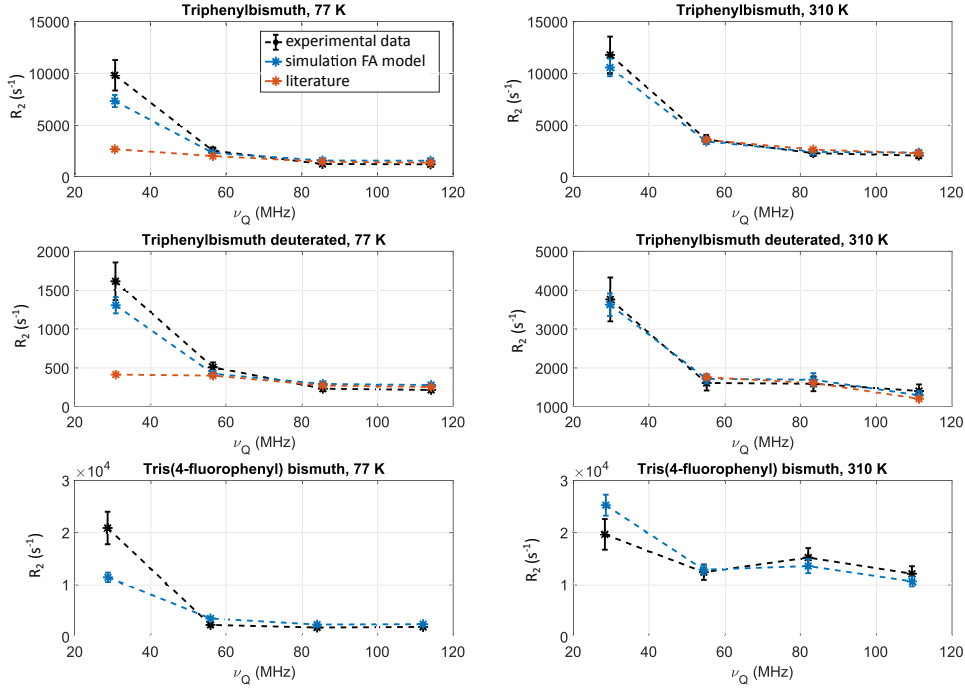 Triphenylbismuth, 77 K
15000
10000
5000
0
R2 (s-1)
20 40 60 80 100 120
νQ (MHz)
experimental data
simulation FA model
literature
Triphenylbismuth, 310 K
15000
10000
5000
0
R2 (s-1)
20 40 60 80 100 120
νQ (MHz)
Triphenylbismuth deuterated, 77 K
2000
1500
1000
500
0
R2 (s-1)
20 40 60 80 100 120
νQ (MHz)
Triphenylbismuth deuterated, 310 K
5000
4000
3000
2000
1000
R2 (s-1)
20 40 60 80 100 120
νQ (MHz)
Tris(4-fluorophenyl) bismuth, 77 K
×10^4
3
2
1
0
R2 (s-1)
20 40 60 80 100 120
νQ (MHz)
Tris(4-fluorophenyl) bismuth, 310 K
×10^4
3
2
1
0
R2 (s-1)
20 40 60 80 100 120
νQ (MHz)